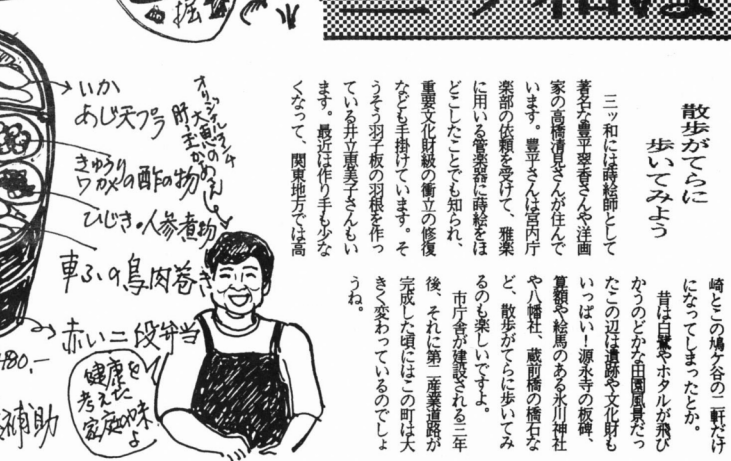 散歩がてらに
歩いてみよう
三ッ和には蒔絵師として
著名な豊平翠香さんや洋画
家の高橋清見さんが住んで
います。豊平さんは宮内庁
楽部の依頼を受けて、雅楽
に用いる管楽器に蒔絵をほ
どこしたことでも知られ、
重要文化財級の衝立の修復
なども手掛けています。そ
うそう羽子板の羽根を作っ
ている井立恵美子さんもい
ます。最近は作り手も少な
くなって、関東地方では高
崎とこの鳩ケ谷の二軒だけ
になってしまったとか。
昔は白鷺やホタルが飛び
かうのどかな田園風景だっ
たこの辺は遺跡や文化財も
いっぱい!源永寺の板碑、
算額や絵馬のある氷川神社
や八幡社、蔵前橋の橋石な
ど、散歩がてらに歩いてみ
るのも楽しいですよ。
市庁舎が建設される三年
後、それに第二産業道路が
完成した頃にはこの町は大
きく変わっているのでしょ
うね。
いか
あじ天プラ
きゅうり
ワカメの酢の物
ひじき・人参煮物
車ふの鳥肉巻き
赤い二段弁当
480.-
補助
健康を
考えた
家庭の味
よ